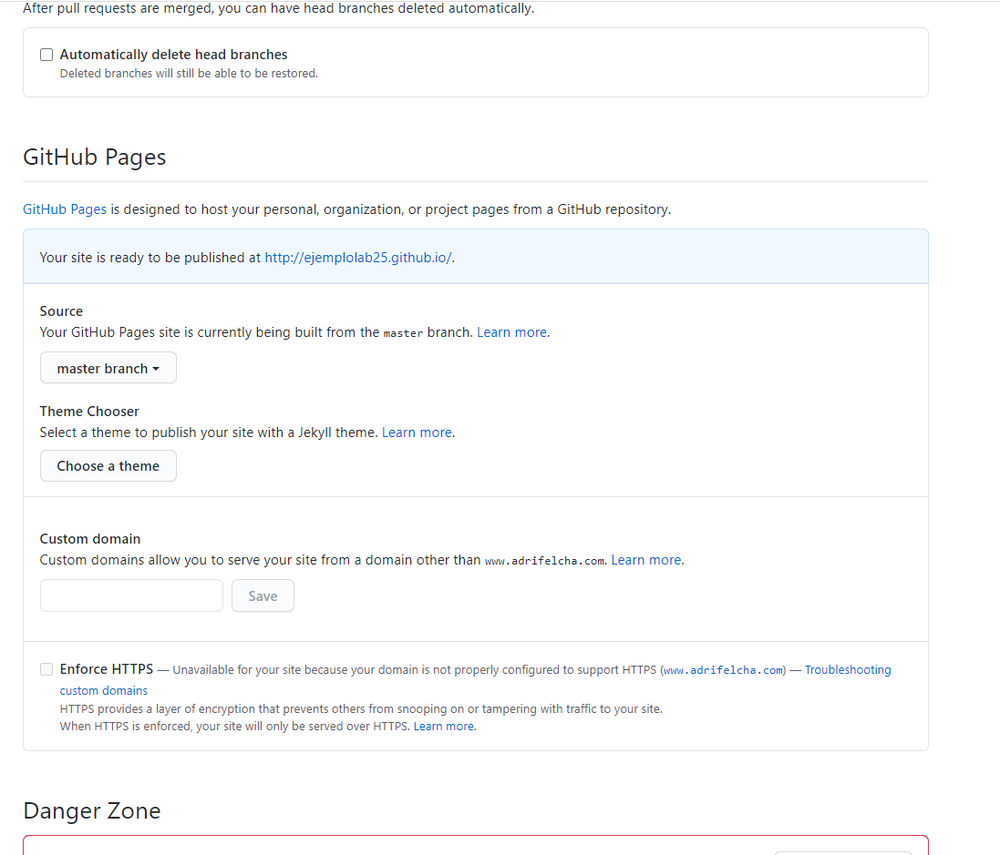 After pull requests are merged, you can have head branches deleted automatically.
Automatically delete head branches
Deleted branches will still be able to be restored.
GitHub Pages
GitHub Pages is designed to host your personal, organization, or project pages from a GitHub repository.
Your site is ready to be published at http://ejemplolab25.github.io/.
Source
Your GitHub Pages site is currently being built from the master branch. Learn more.
master branch
Theme Chooser
Select a theme to publish your site with a Jekyll theme. Learn more.
Choose a theme
Custom domain
Custom domains allow you to serve your site from a domain other than www.adrifelcha.com. Learn more.
Save
Enforce HTTPS — Unavailable for your site because your domain is not properly configured to support HTTPS (www.adrifelcha.com) — Troubleshooting
custom domains
HTTPS provides a layer of encryption that prevents others from snooping on or tampering with traffic to your site.
When HTTPS is enforced, your site will only be served over HTTPS. Learn more.
Danger Zone